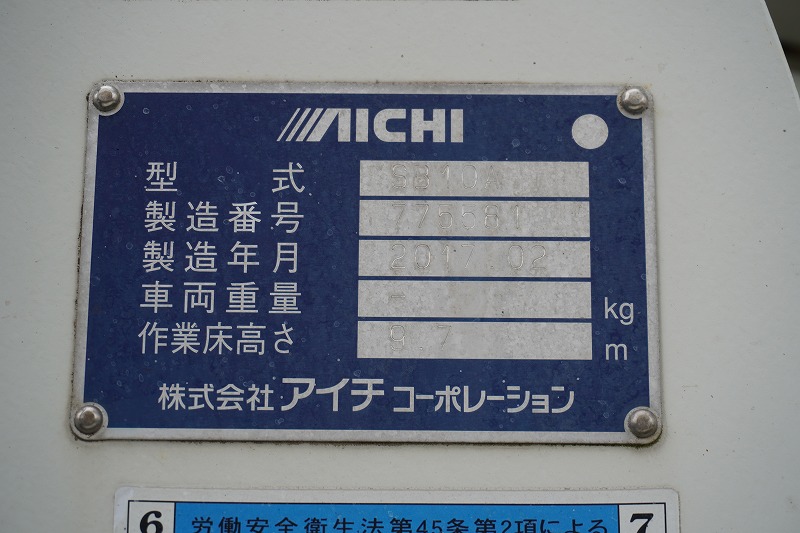 AICHI
型式 SB10A
製造番号 775581
製造年月 2017.02
車両重量 - kg
作業床高さ 9.7 m
株式会社 アイチ コーポレーション
6 労働安全衛生法第45条第2項による 7